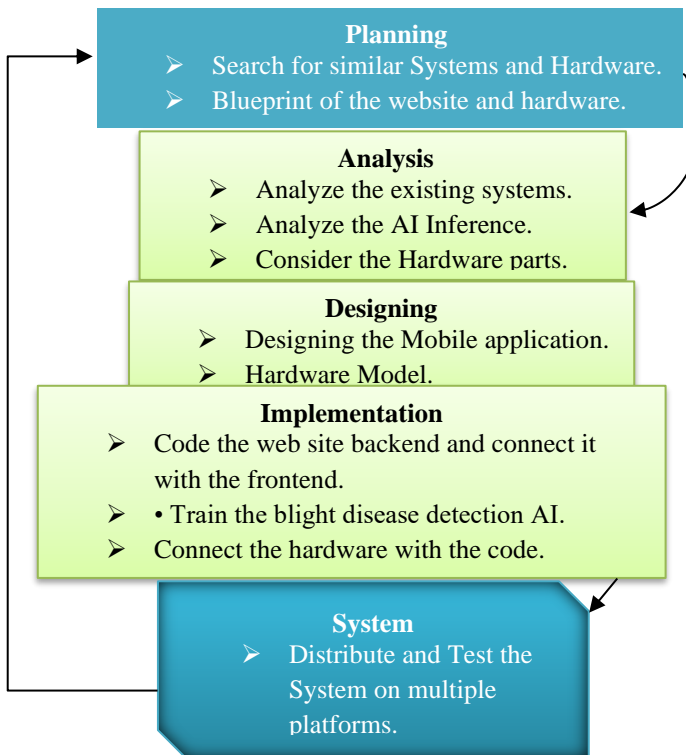 Planning
➢ Search for similar Systems and Hardware.
➢ Blueprint of the website and hardware.
Analysis
➢ Analyze the existing systems.
➢ Analyze the AI Inference.
➢ Consider the Hardware parts.
Designing
➢ Designing the Mobile application.
➢ Hardware Model.
Implementation
➢ Code the web site backend and connect it
with the frontend.
➢ • Train the blight disease detection AI.
➢ Connect the hardware with the code.
System
➢ Distribute and Test the
System on multiple
platforms.